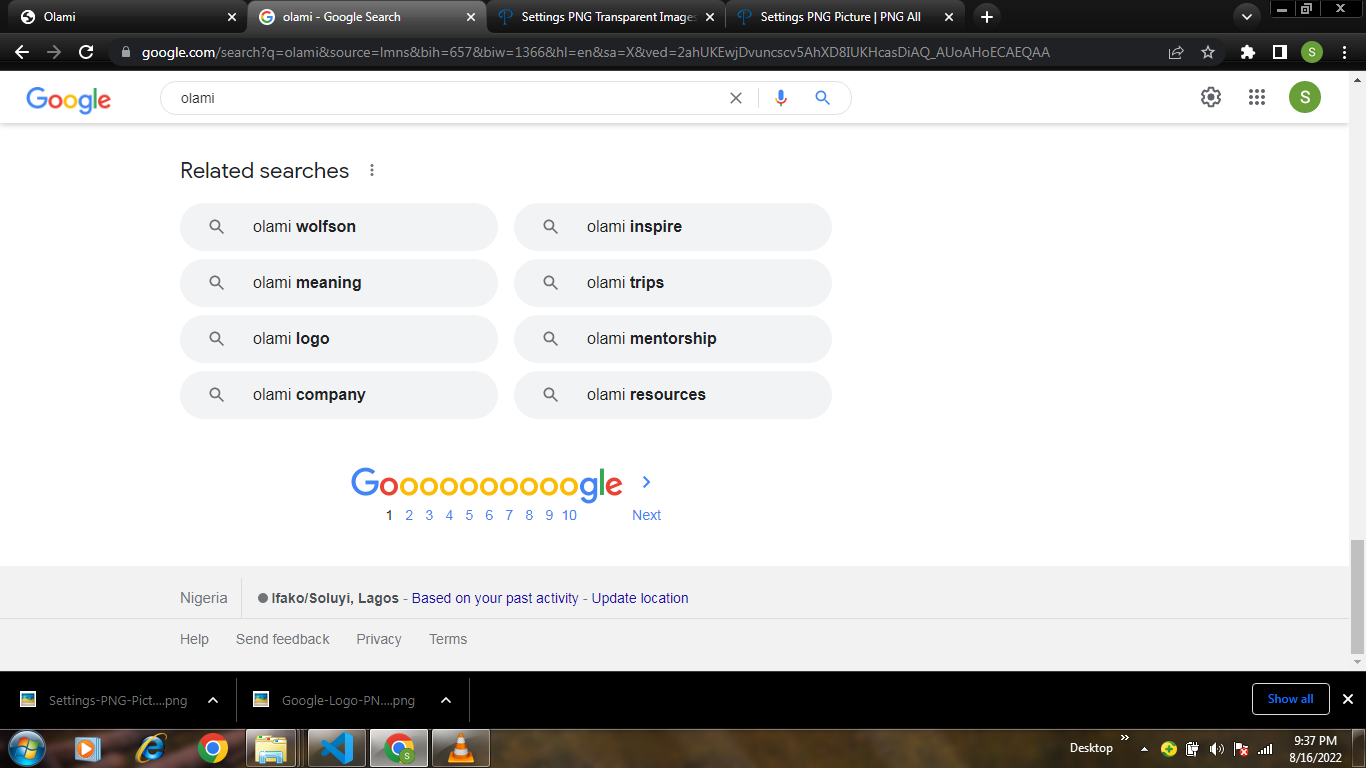 Olami
olami - Google Search
Settings PNG Transparent Images
Settings PNG Picture | PNG All
google.com/search?q=olami&source=lmns&bih=657&biw=1366&hl=en&sa=X&ved=2ahUKEwjDvuncscv5AhXD8IUKHcasDiAQ_AUoAHoECAEQAA
S
Google
olami
S
Related searches
olami wolfson
olami inspire
olami meaning
olami trips
olami logo
olami mentorship
olami company
olami resources
Goooooooooogle
1 2 3 4 5 6 7 8 9 10 Next
Nigeria
Ifako/Soluyi, Lagos - Based on your past activity - Update location
Help Send feedback Privacy Terms
Settings-PNG-Pict....png
Google-Logo-PN....png
Show all
S
Desktop
9:37 PM
8/16/2022